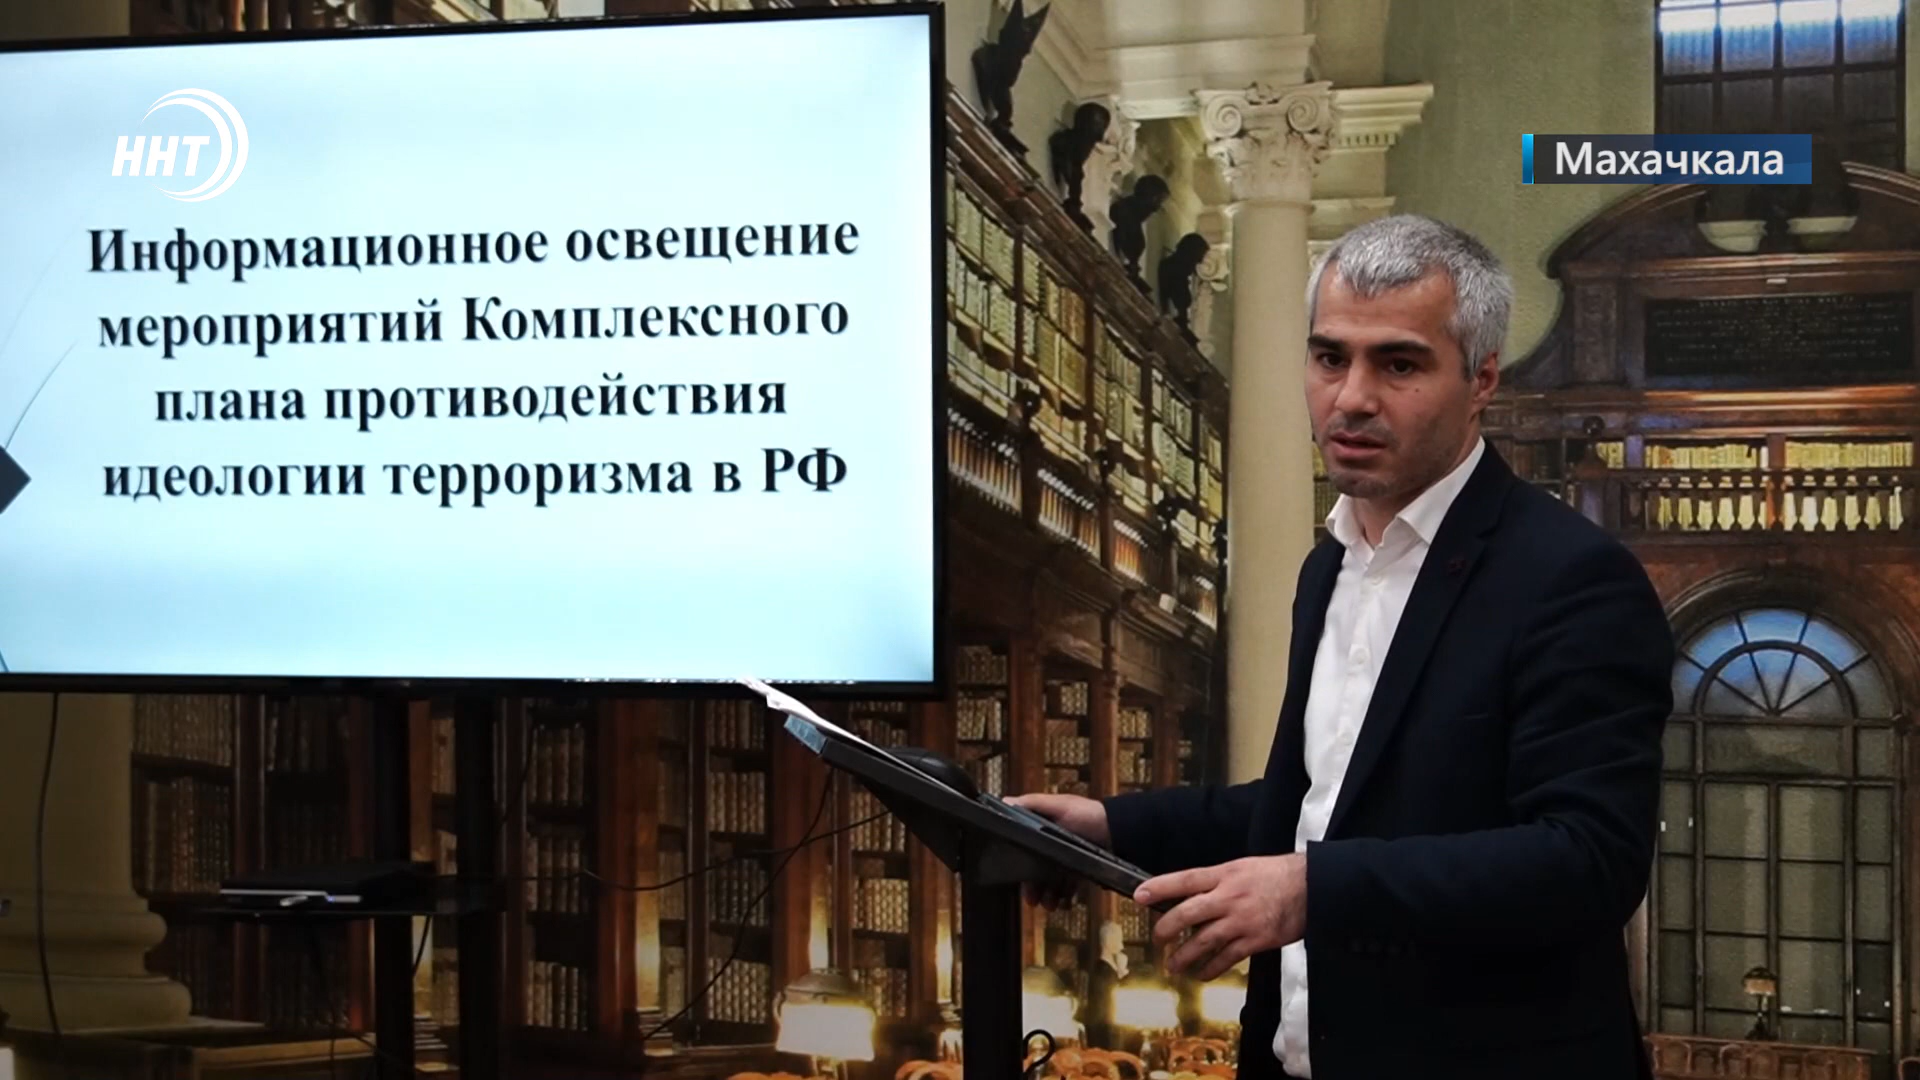 ННТ
Махачкала
Информационное освещение
мероприятий Комплексного
плана противодействия
идеологии терроризма в РФ